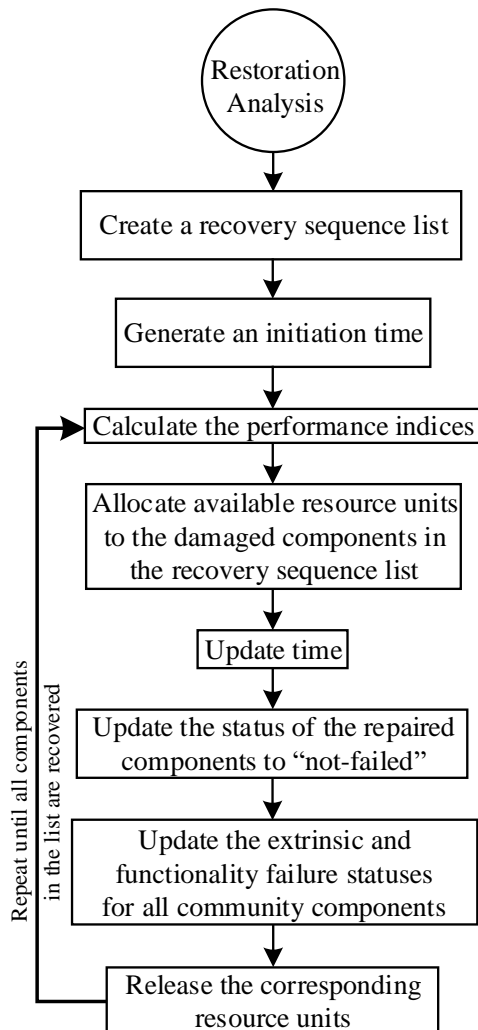 Restoration
Analysis
Create a recovery sequence list
Generate an initiation time
Calculate the performance indices
Allocate available resource units
to the damaged components in
the recovery sequence list
Update time
Update the status of the repaired
components to “not-failed”
Update the extrinsic and
functionality failure statuses
for all community components
Release the corresponding
resource units
Repeat until all components
in the list are recovered